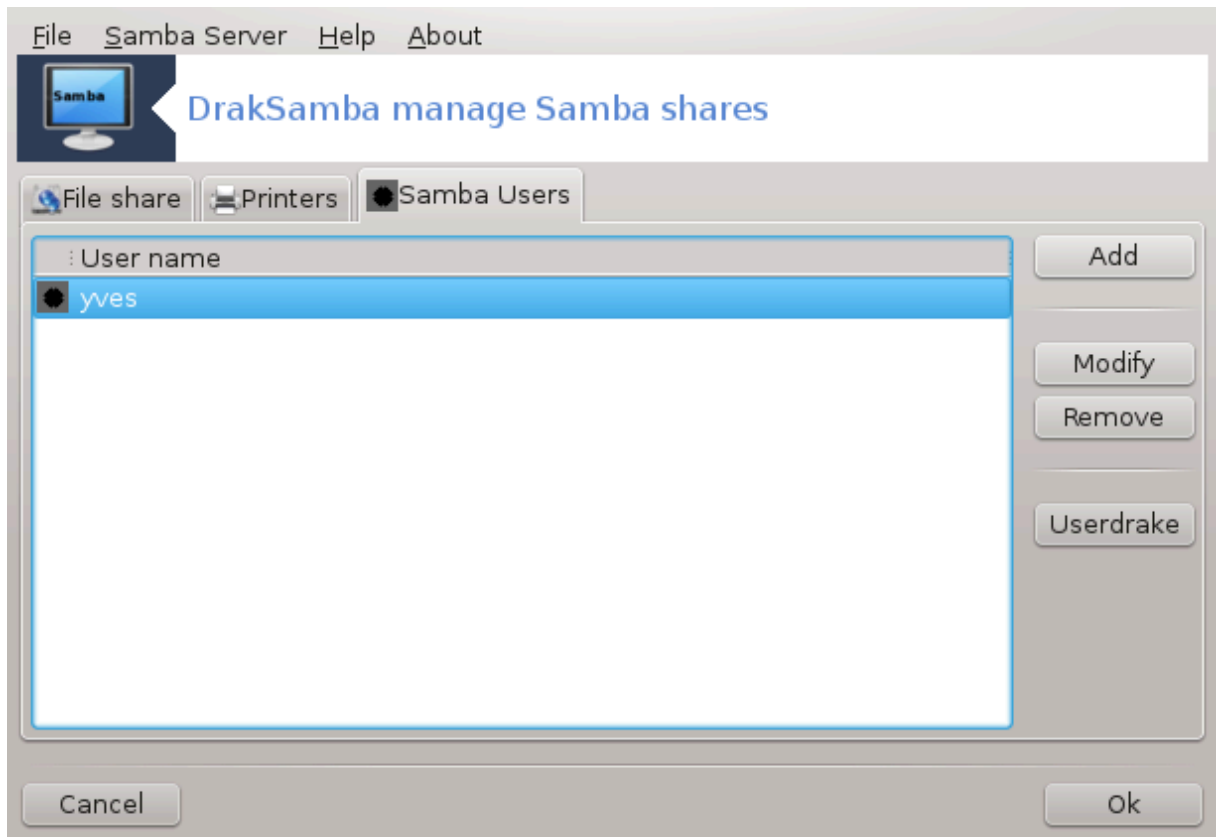 File Samba Server Help About
Samba
DrakSamba manage Samba shares
File share Printers Samba Users
User name
yves
Add
Modify
Remove
Userdrake
Cancel Ok